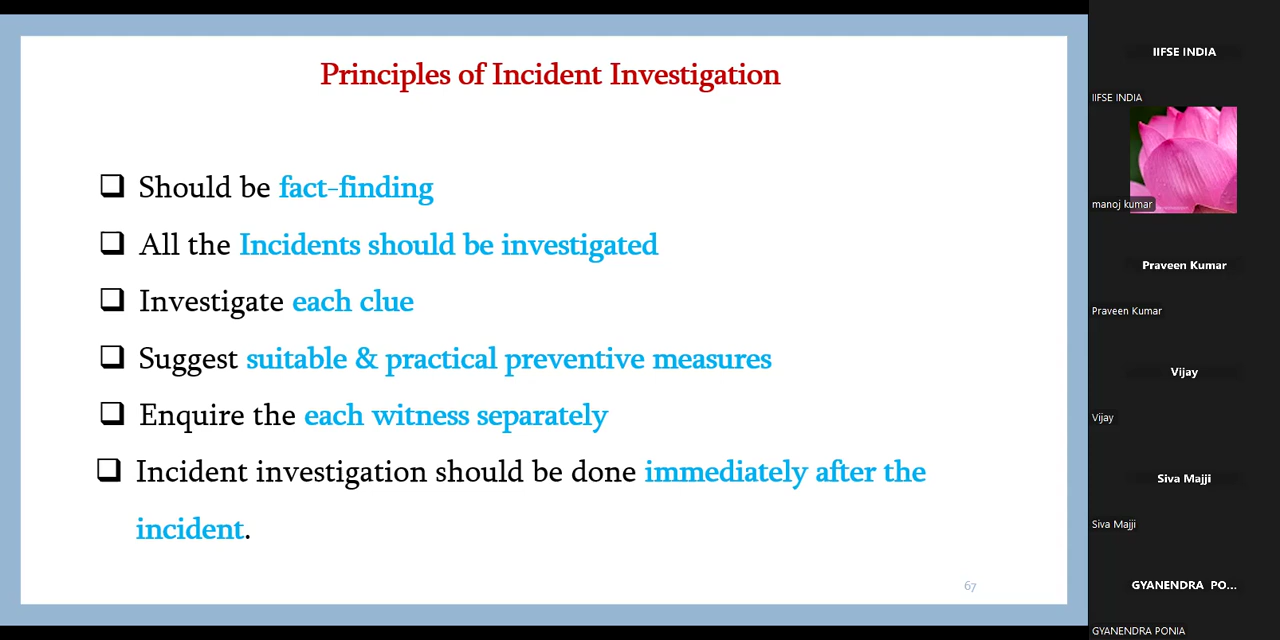 Principles of Incident Investigation
Should be fact-finding
All the Incidents should be investigated
Investigate each clue
Suggest suitable & practical preventive measures
Enquire the each witness separately
Incident investigation should be done immediately after the
incident.
67
IIFSE INDIA
IIFSE INDIA
manoj kumar
Praveen Kumar
Praveen Kumar
Vijay
Vijay
Siva Majji
Siva Majji
GYANENDRA PO...
GYANENDRA PONIA